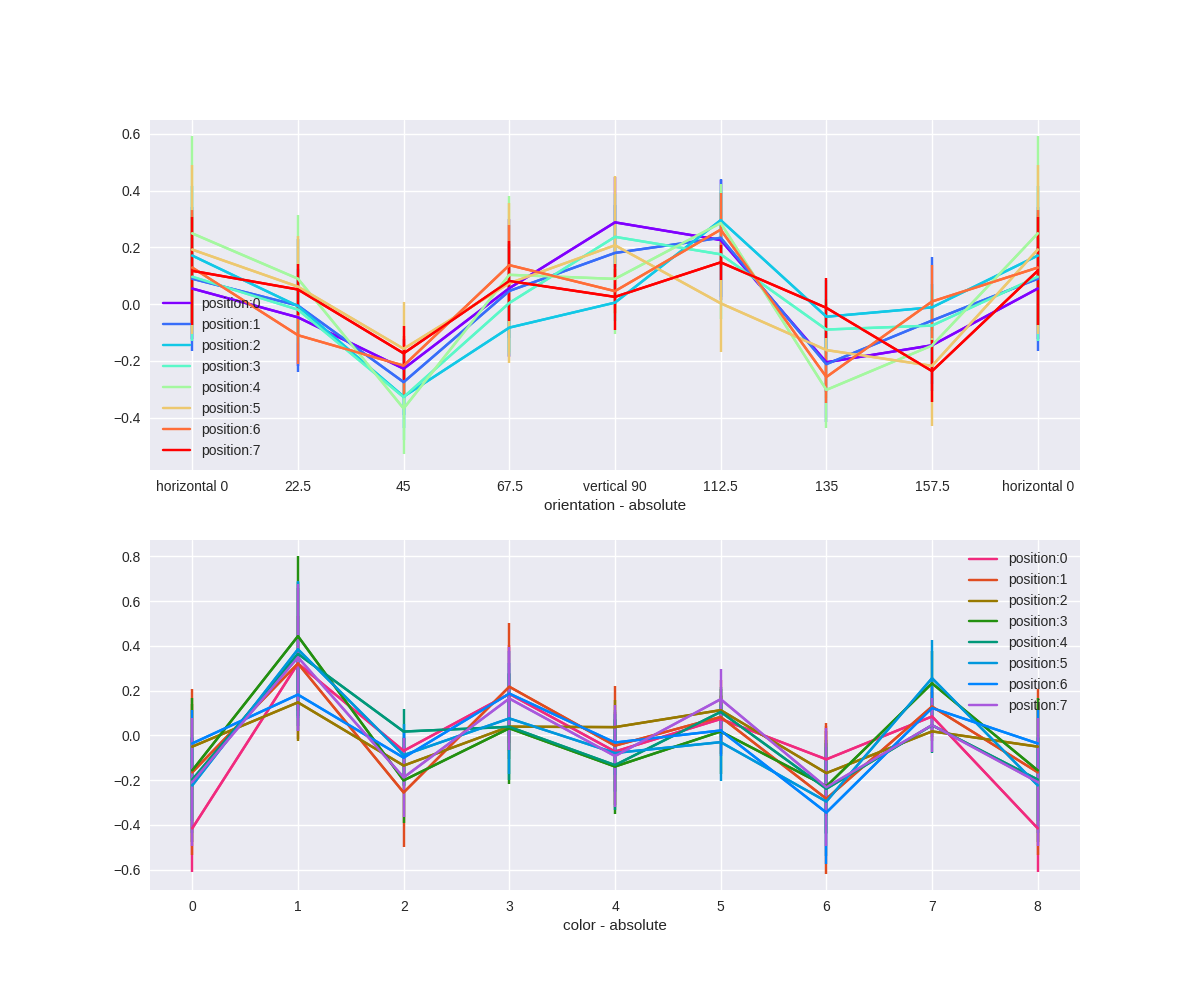 0.6
0.4
0.2
0.0
−0.2
−0.4
position:0
position:1
position:2
position:3
position:4
position:5
position:6
position:7
horizontal 0 22.5 45 67.5 vertical 90 112.5 135 157.5 horizontal 0
orientation - absolute
0.8
0.6
0.4
0.2
0.0
−0.2
−0.4
−0.6
position:0
position:1
position:2
position:3
position:4
position:5
position:6
position:7
0 1 2 3 4 5 6 7 8
color - absolute